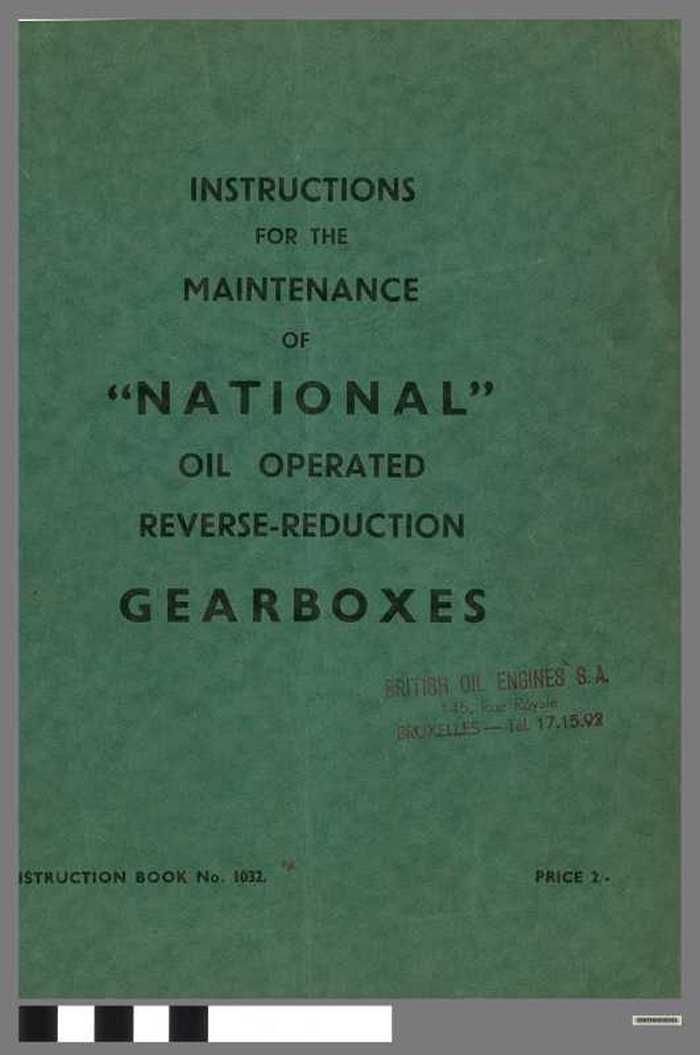 INSTRUCTIONS
FOR THE
MAINTENANCE
OF
“NATIONAL”
OIL OPERATED
REVERSE-REDUCTION
GEARBOXES
BRITISH OIL ENGINES S.A.
145, Rue Royale
BRUXELLES — Tél. 17.15.92
ISTRUCTION BOOK No. 1032.
PRICE 2/-